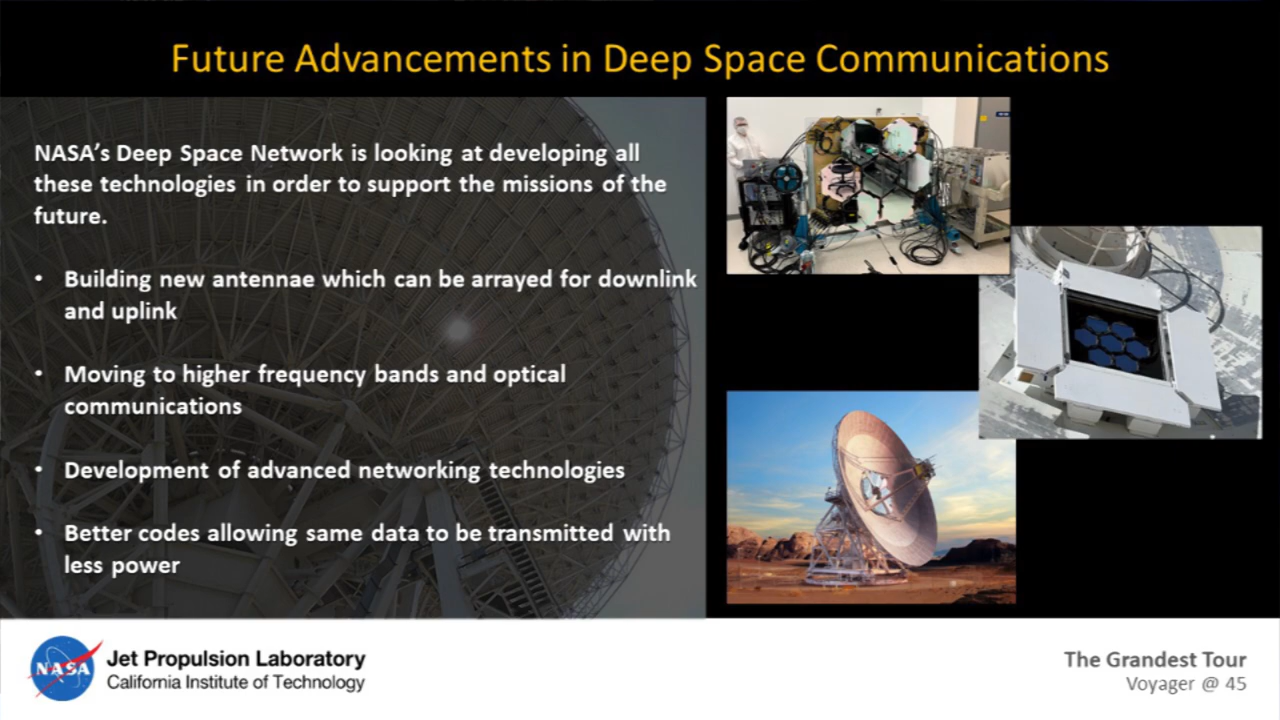 Future Advancements in Deep Space Communications
NASA’s Deep Space Network is looking at developing all
these technologies in order to support the missions of the
future.
• Building new antennae which can be arrayed for downlink
and uplink
• Moving to higher frequency bands and optical
communications
• Development of advanced networking technologies
• Better codes allowing same data to be transmitted with
less power
NASA
Jet Propulsion Laboratory
California Institute of Technology
The Grandest Tour
Voyager @ 45